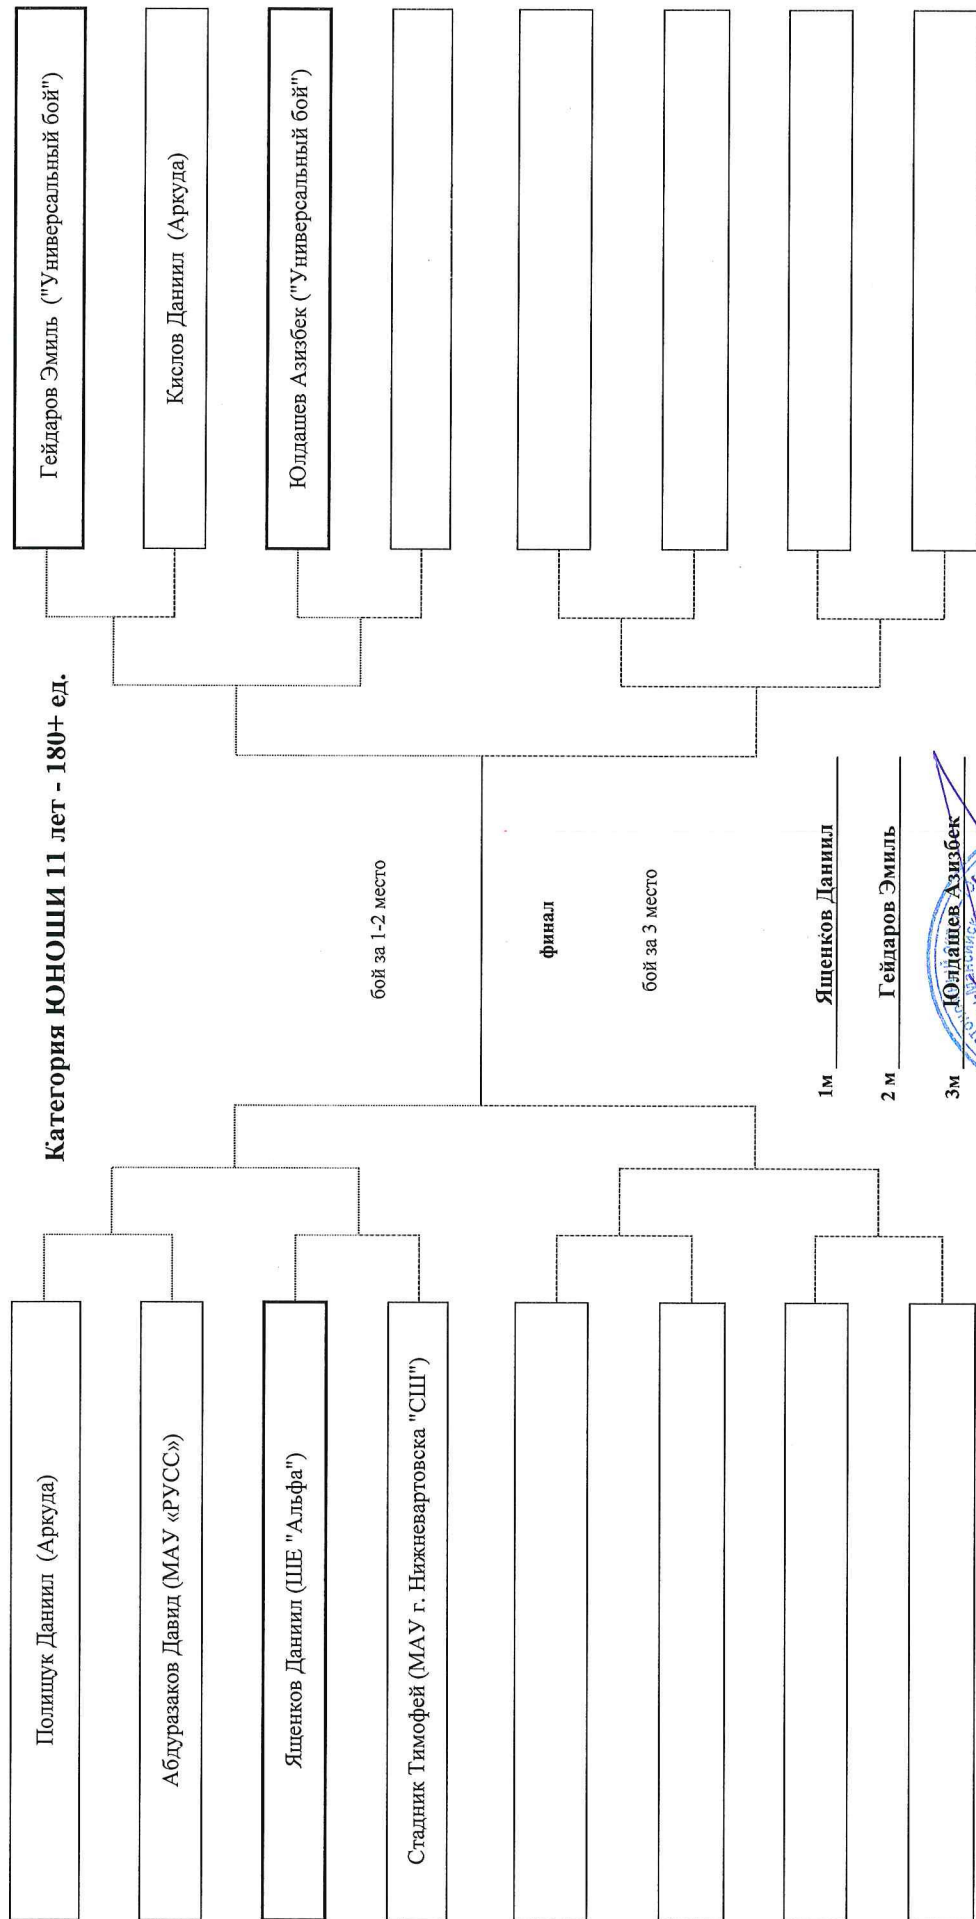 Категория ЮНОШИ 11 лет - 180+ ед.
Полищук Даниил (Аркуда)
Абдуразаков Давид (МАУ «РУСС»)
Ященков Даниил (ШЕ "Альфа")
Стадник Тимофей (МАУ г. Нижневартовска "СШ")
бой за 1-2 место
финал
бой за 3 место
1м Ященков Даниил
2 м Гейдаров Эмиль
3м Юлдашев Азизбек
Гейдаров Эмиль ("Универсальный бой")
Кислов Даниил (Аркуда)
Юлдашев Азизбек ("Универсальный бой")